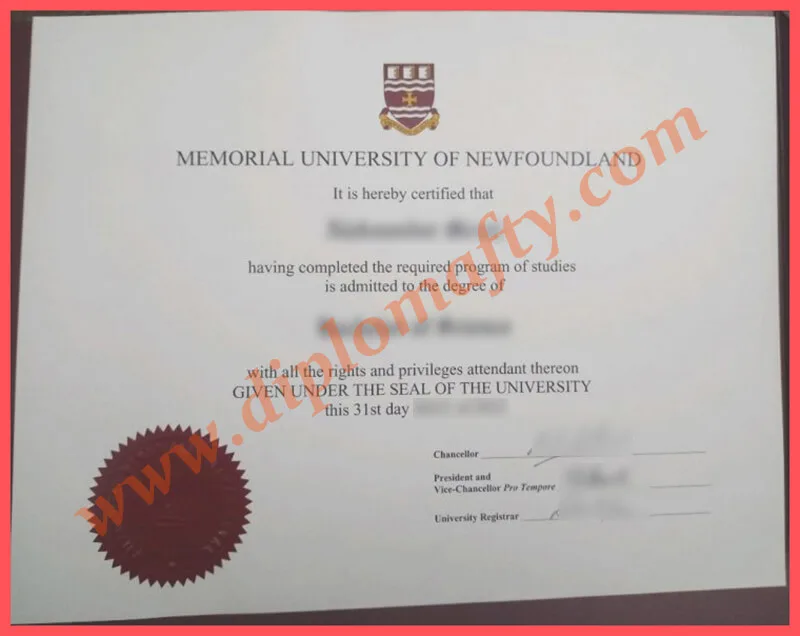 MEMORIAL UNIVERSITY OF NEWFOUNDLAND
It is hereby certified that
having completed the required program of studies
is admitted to the degree of
with all the rights and privileges attendant thereon
GIVEN UNDER THE SEAL OF THE UNIVERSITY
this 31st day
Chancellor
President and
Vice-Chancellor Pro Tempore
University Registrar
www.diplomafty.com